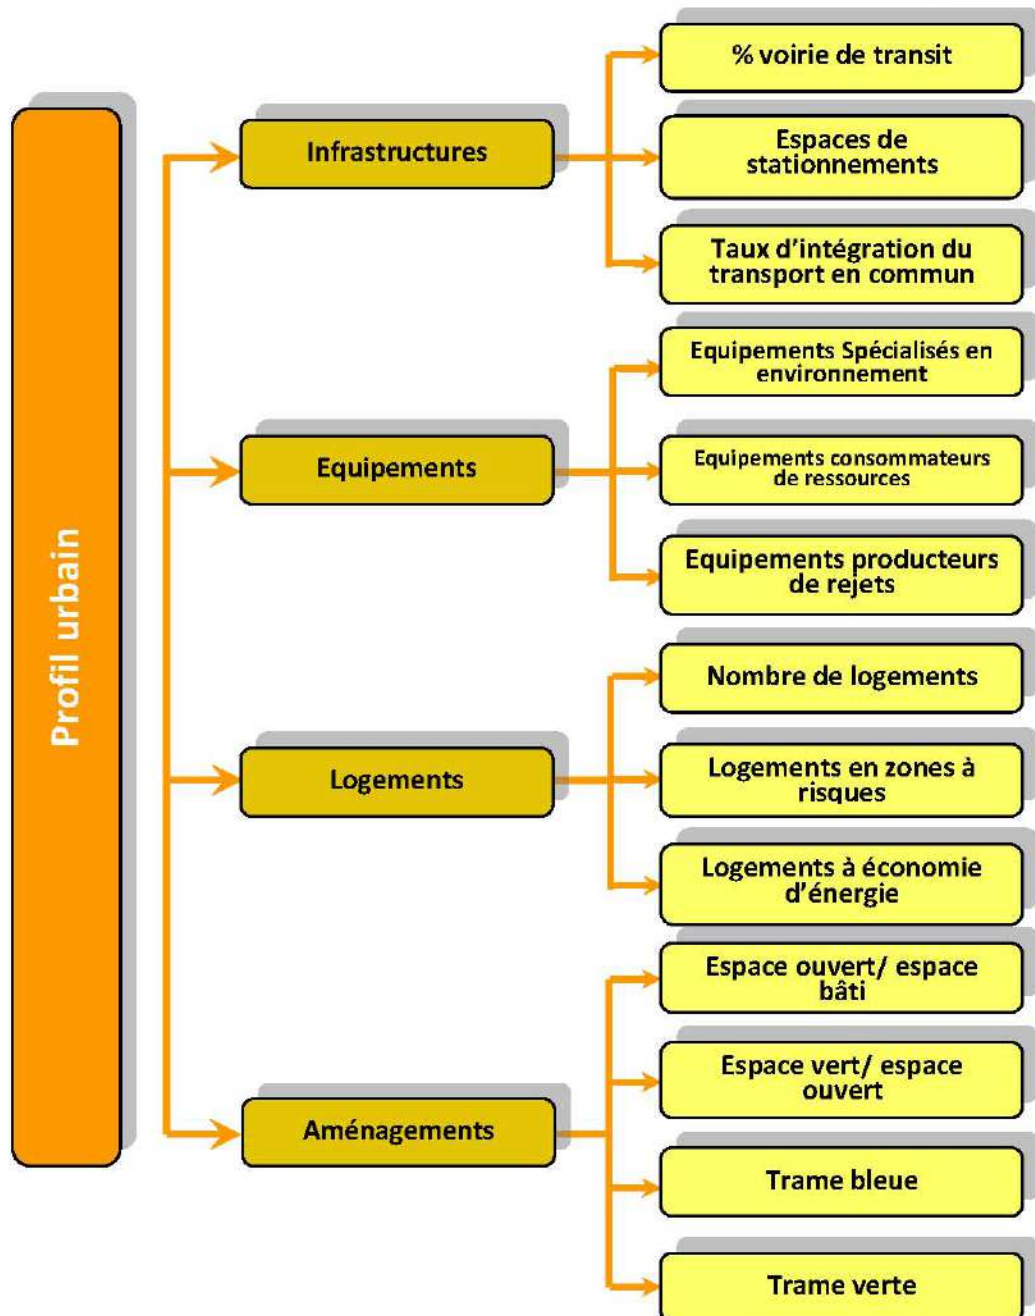 Profil urbain
Infrastructures
% voirie de transit
Espaces de
stationnements
Taux d'intégration du
transport en commun
Equipements
Equipements Spécialisés en
environnement
Equipements consommateurs
de ressources
Equipements producteurs
de rejets
Logements
Nombre de logements
Logements en zones à
risques
Logements à économie
d'énergie
Aménagements
Espace ouvert/ espace
bâti
Espace vert/ espace
ouvert
Trame bleue
Trame verte